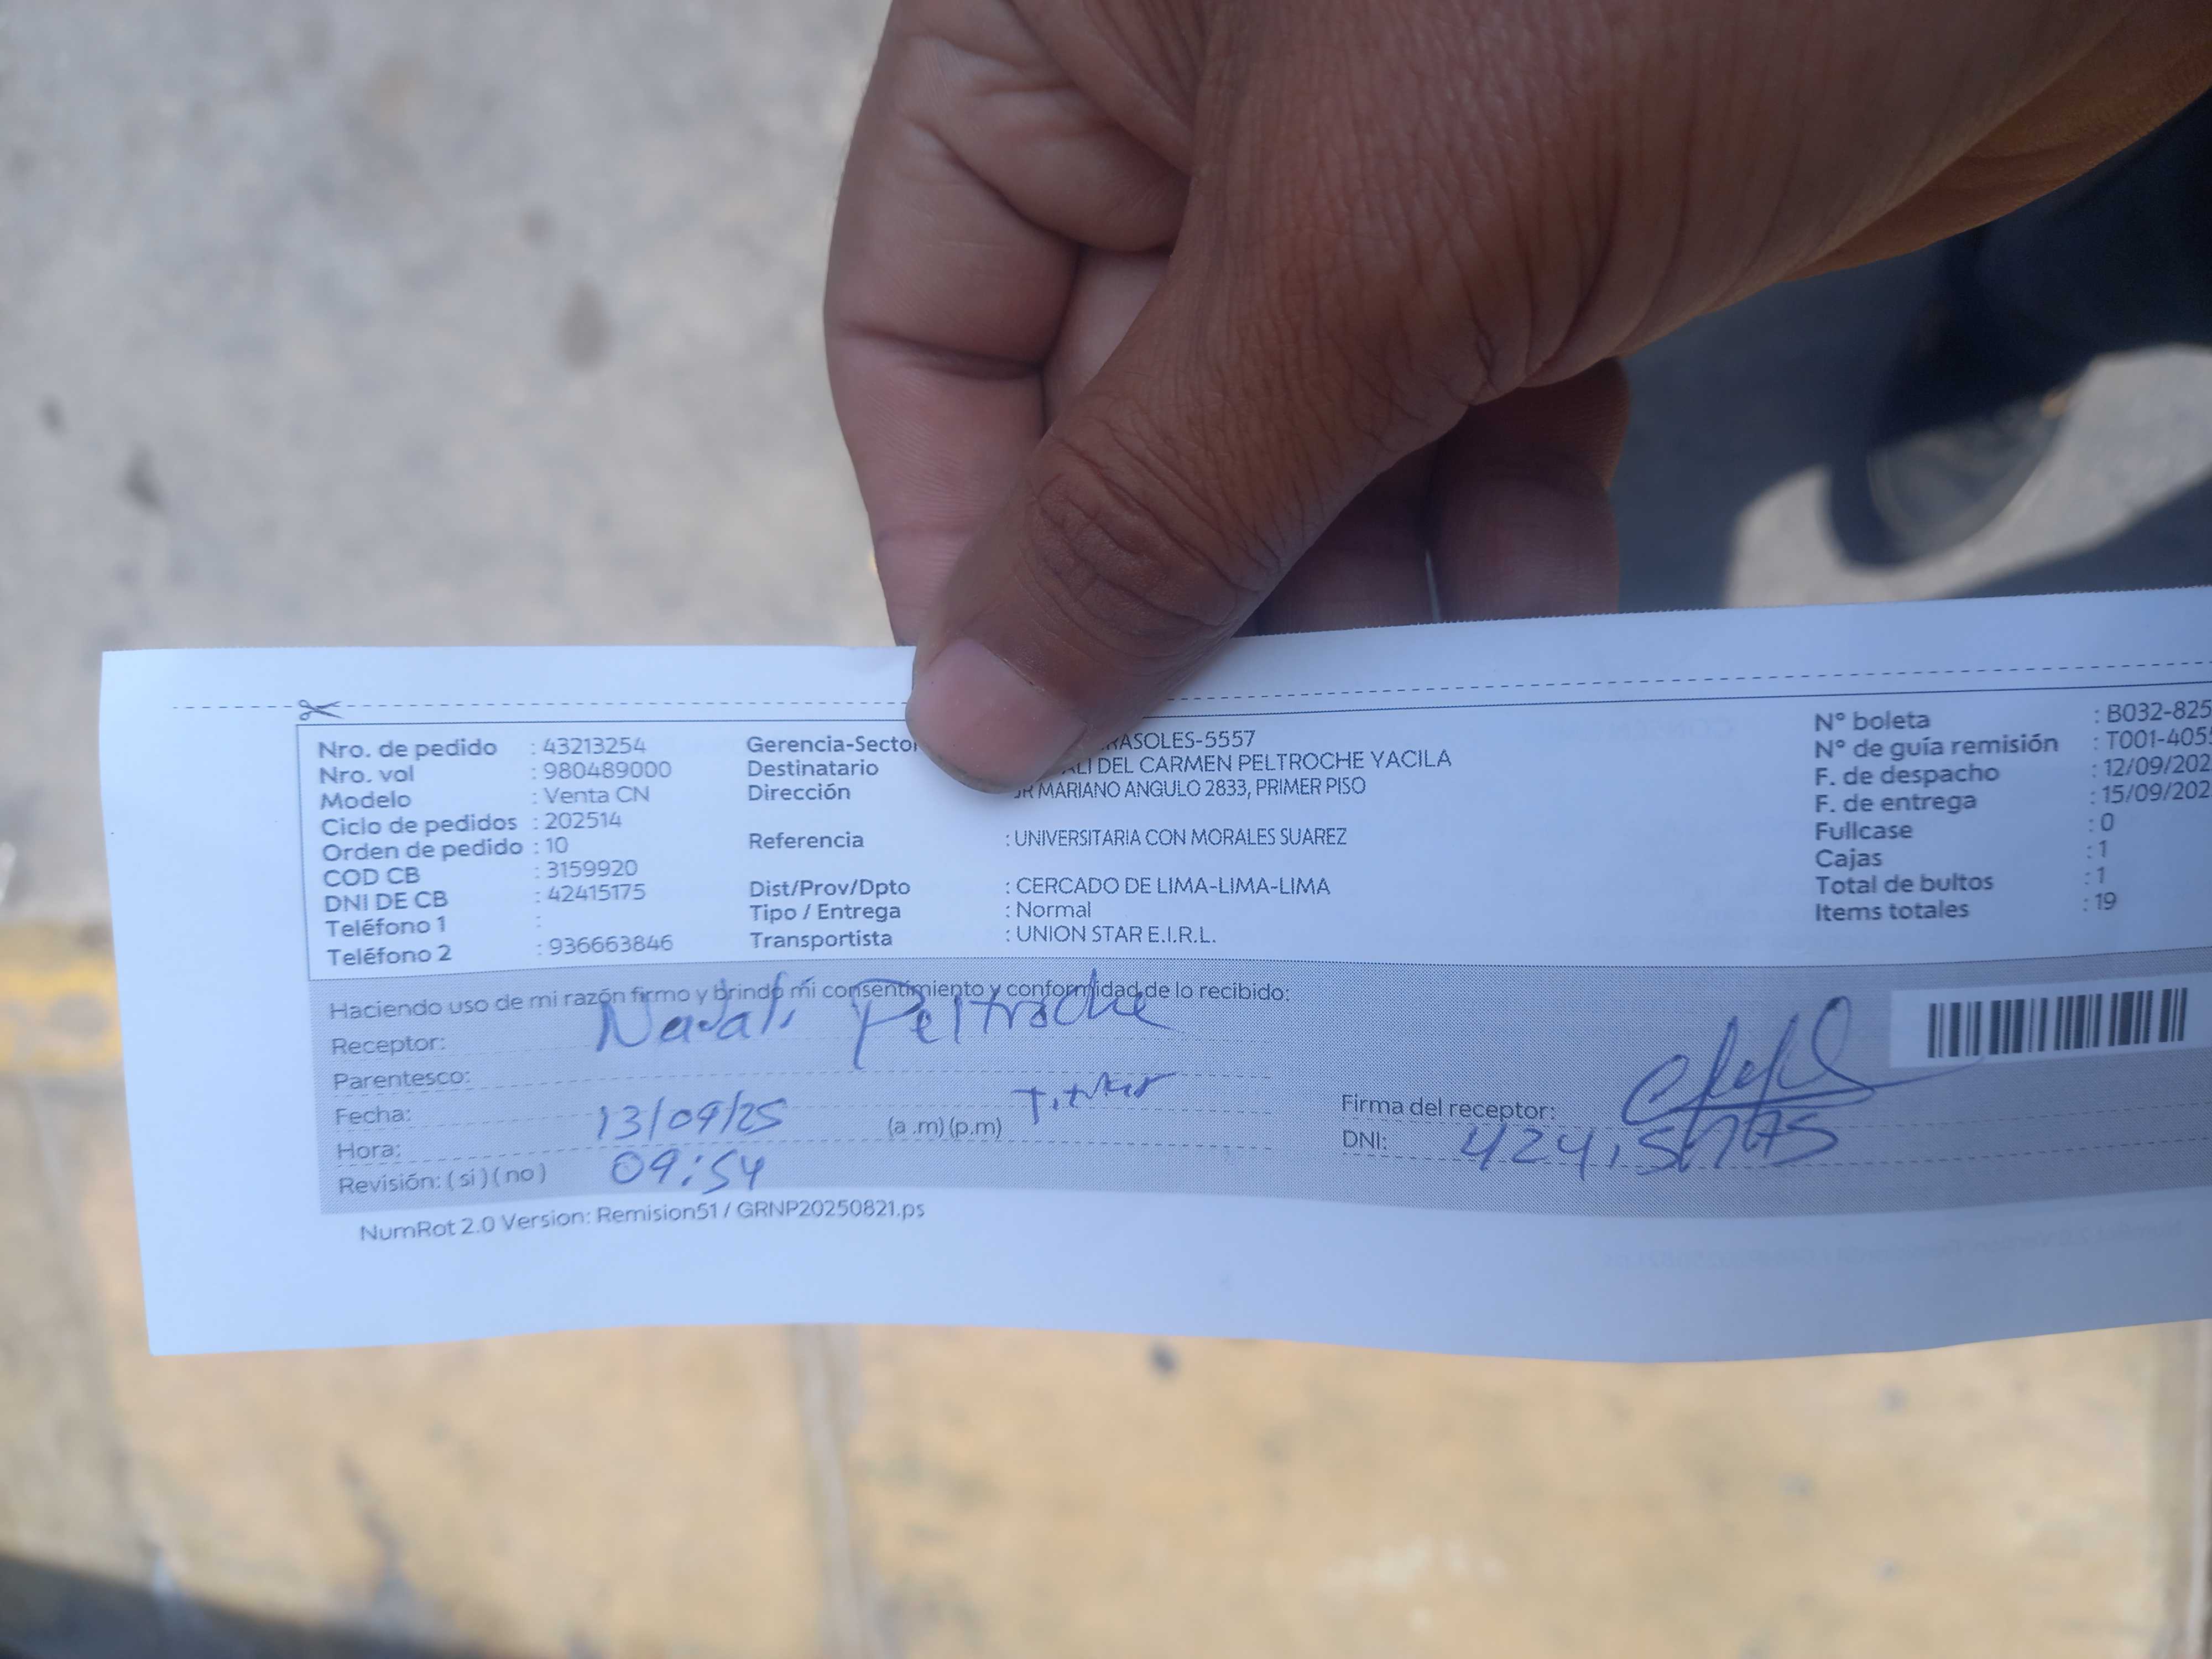 Nro. de pedido : 43213254
Nro. vol : 980489000
Modelo : Venta CN
Ciclo de pedidos : 202514
Orden de pedido : 10
COD CB : 3159920
DNI DE CB : 42415175
Teléfono 1 :
Teléfono 2 : 936663846
Gerencia-Sector RASOLES-5557
Destinatario ALI DEL CARMEN PELTROCHE YACILA
Dirección JR MARIANO ANGULO 2833, PRIMER PISO
Referencia : UNIVERSITARIA CON MORALES SUAREZ
Dist/Prov/Dpto : CERCADO DE LIMA-LIMA-LIMA
Tipo / Entrega : Normal
Transportista : UNION STAR E.I.R.L.
N° boleta : B032-825
N° de guía remisión : T001-405
F. de despacho : 12/09/202
F. de entrega : 15/09/202
Fullcase : 0
Cajas : 1
Total de bultos : 1
Items totales : 19
Haciendo uso de mi razón firmo y brindo mi consentimiento y conformidad de lo recibido:
Receptor: Natali Peltroche
Parentesco: Titular
Fecha: 13/09/25
Hora: 09:54 (a .m) (p.m)
Revisión: ( si ) ( no )
Firma del receptor:
DNI: 42415175
NumRot 2.0 Version: Remision51 / GRNP20250821.ps